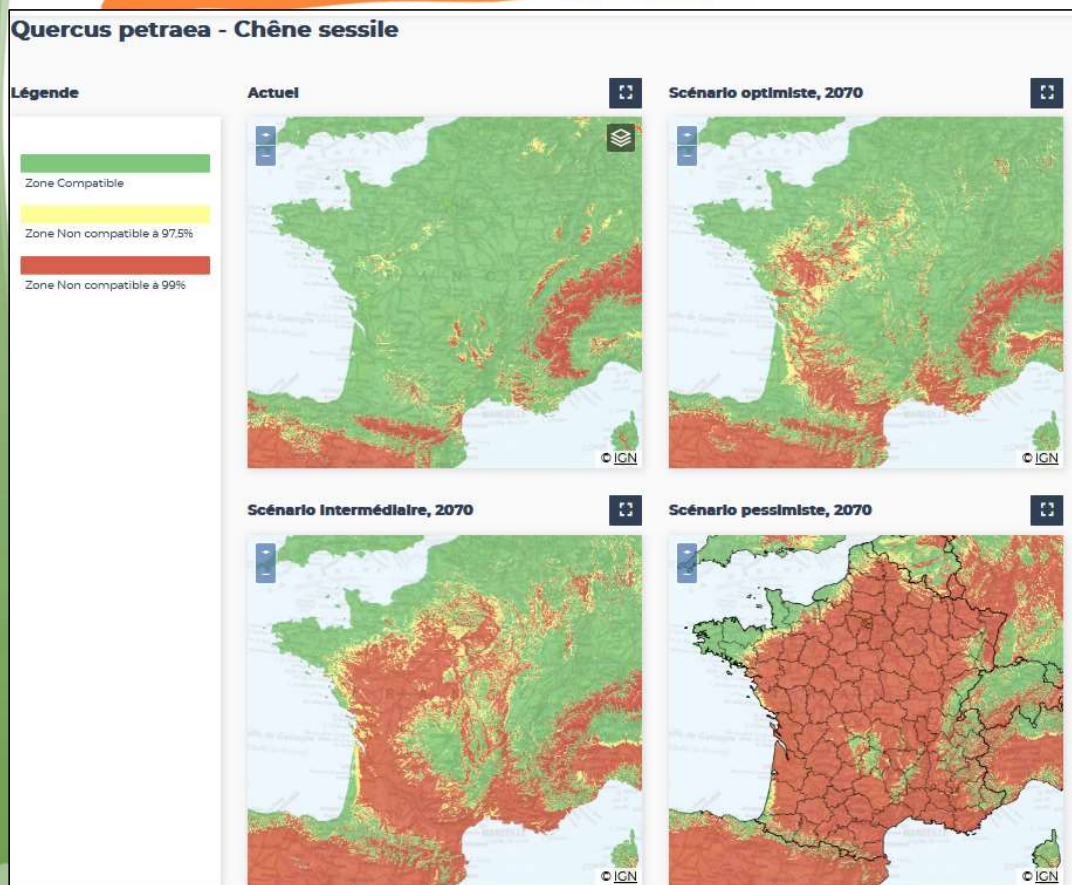 Quercus petraea - Chêne sessile
Légende
Zone Compatible
Zone Non compatible à 97,5%
Zone Non compatible à 99%
Actuel
© IGN
Scénario optimiste, 2070
© IGN
Scénario intermédiaire, 2070
© IGN
Scénario pessimiste, 2070
© IGN